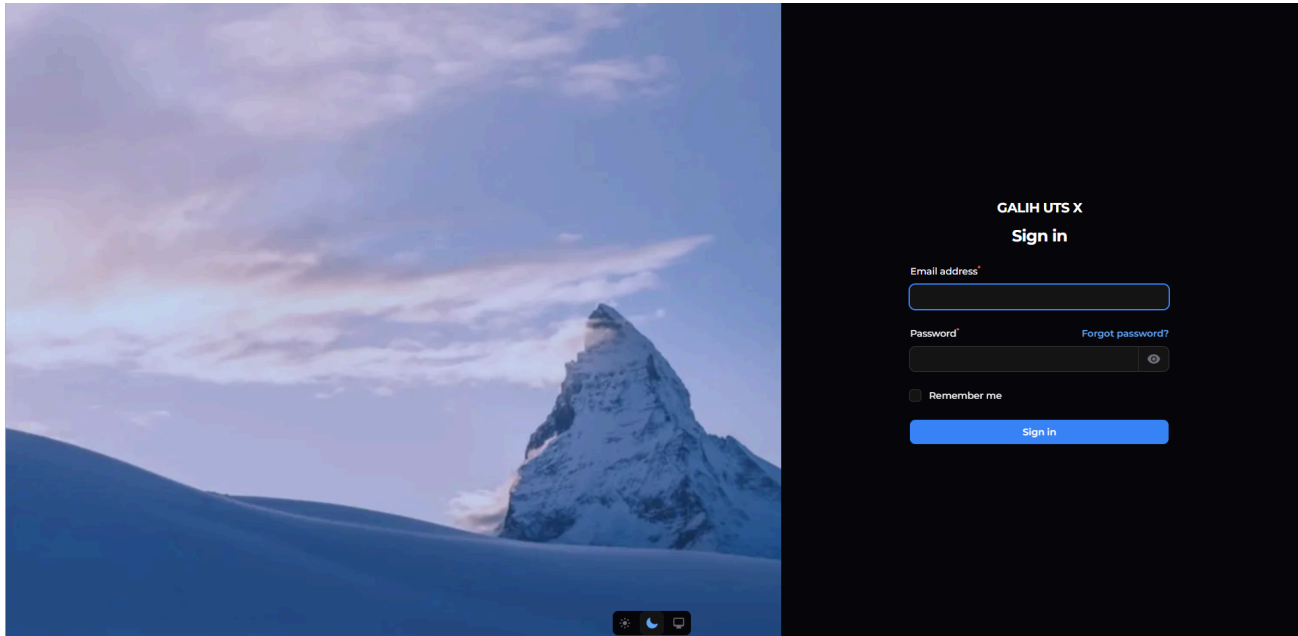 GALIH UTS X
Sign in
Email address*
Password*
Forgot password?
Remember me
Sign in